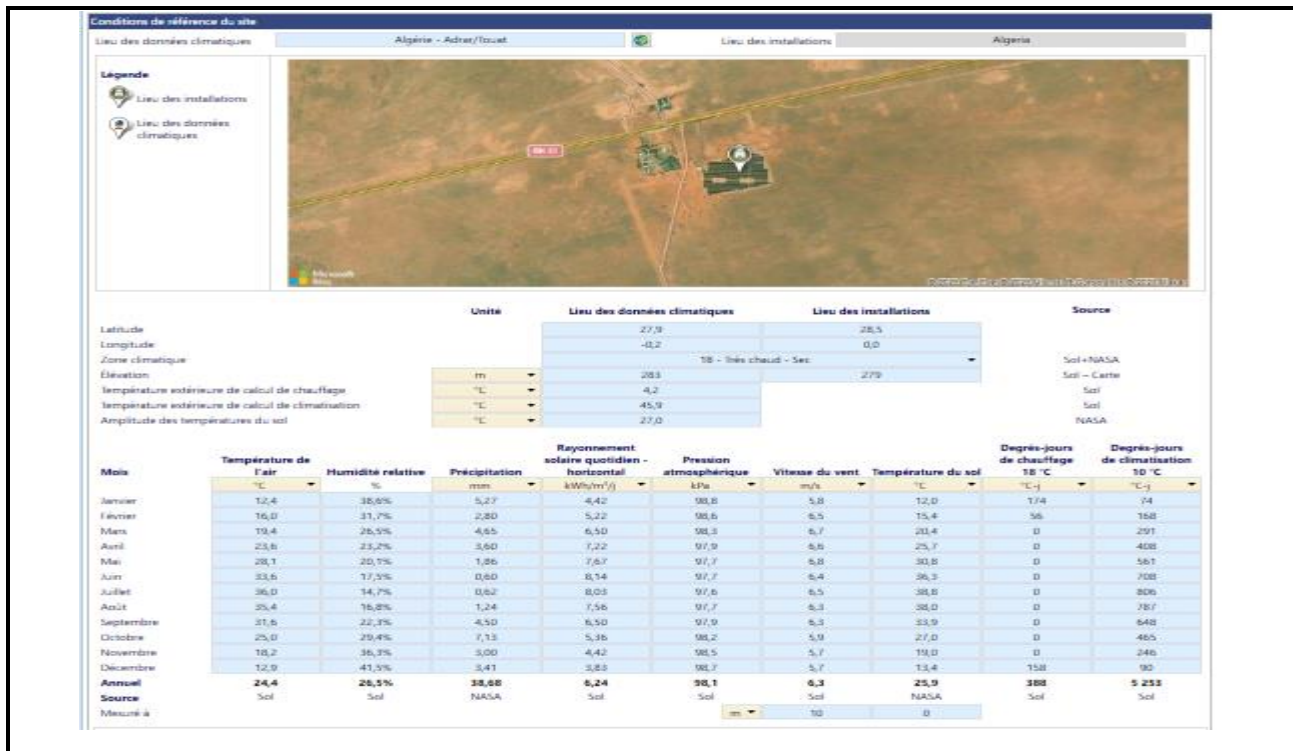 Conditions de référence du site
Lieu des données climatiques Algérie - Adrar/Touat Lieu des installations Algeria
Légende
Lieu des installations
Lieu des données
climatiques
Microsoft
Bing
Unité Lieu des données climatiques Lieu des installations Source
Latitude 27,9 28,5
Longitude -0,2 0,0
Zone climatique 1B - Très chaud - Sec Sol+NASA
Élévation m 283 279 Sol – Carte
Température extérieure de calcul de chauffage °C 4,2 Sol
Température extérieure de calcul de climatisation °C 45,9 Sol
Amplitude des températures du sol °C 27,0 NASA
Mois Température de l'air Humidité relative Précipitation Rayonnement solaire quotidien - horizontal Pression atmosphérique Vitesse du vent Température du sol Degrés-jours de chauffage 18 °C Degrés-jours de climatisation 10 °C
°C % mm kWh/m²/j kPa m/s °C °C-j °C-j
Janvier 12,4 38,6% 5,27 4,42 98,8 5,8 12,0 174 74
Février 16,0 31,7% 2,80 5,22 98,6 6,5 15,4 56 168
Mars 19,4 26,5% 4,65 6,50 98,3 6,7 20,4 0 291
Avril 23,6 23,2% 3,60 7,22 97,9 6,6 25,7 0 408
Mai 28,1 20,1% 1,86 7,67 97,7 6,8 30,8 0 561
Juin 33,6 17,5% 0,60 8,14 97,7 6,4 36,3 0 708
Juillet 36,0 14,7% 0,62 8,03 97,6 6,5 38,8 0 806
Août 35,4 16,8% 1,24 7,56 97,7 6,3 38,0 0 787
Septembre 31,6 22,3% 4,50 6,50 97,9 6,3 33,9 0 648
Octobre 25,0 29,4% 7,13 5,36 98,2 5,9 27,0 0 465
Novembre 18,2 36,3% 3,00 4,42 98,5 5,7 19,0 0 246
Décembre 12,9 41,5% 3,41 3,83 98,7 5,7 13,4 158 90
Annuel 24,4 26,5% 38,68 6,24 98,1 6,3 25,9 388 5 253
Source Sol Sol NASA Sol Sol Sol NASA Sol Sol
Mesuré à m 10 0